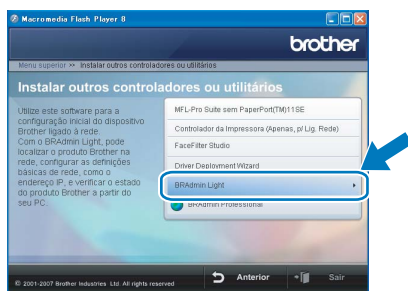 Macromedia Flash Player 8
brother
Menu superior >> Instalar outros controladores ou utilitários
Instalar outros controladores ou utilitários
Utilize este software para a
configuração inicial do dispositivo
Brother ligado à rede.
Com o BRAdmin Light, pode
localizar o produto Brother na
rede, configurar as definições
básicas de rede, como o
endereço IP, e verificar o estado
do produto Brother a partir do
seu PC.
MFL-Pro Suite sem PaperPort(TM)11SE
Controlador da Impressora (Apenas, p/ Lig. Rede)
FaceFilter Studio
Driver Deployment Wizard
BRAdmin Light
BRAdmin Professional
© 2001-2007 Brother Industries Ltd. All rights reserved
Anterior
Sair